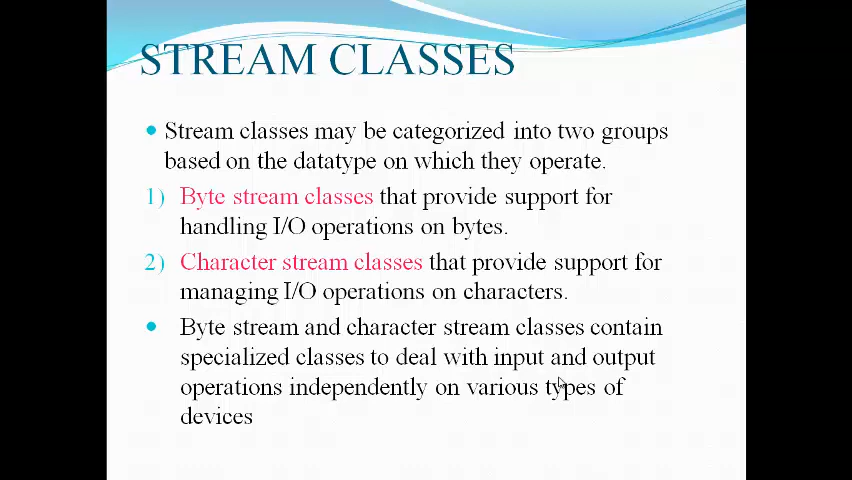 STREAM CLASSES
• Stream classes may be categorized into two groups
based on the datatype on which they operate.
1) Byte stream classes that provide support for
handling I/O operations on bytes.
2) Character stream classes that provide support for
managing I/O operations on characters.
• Byte stream and character stream classes contain
specialized classes to deal with input and output
operations independently on various types of
devices